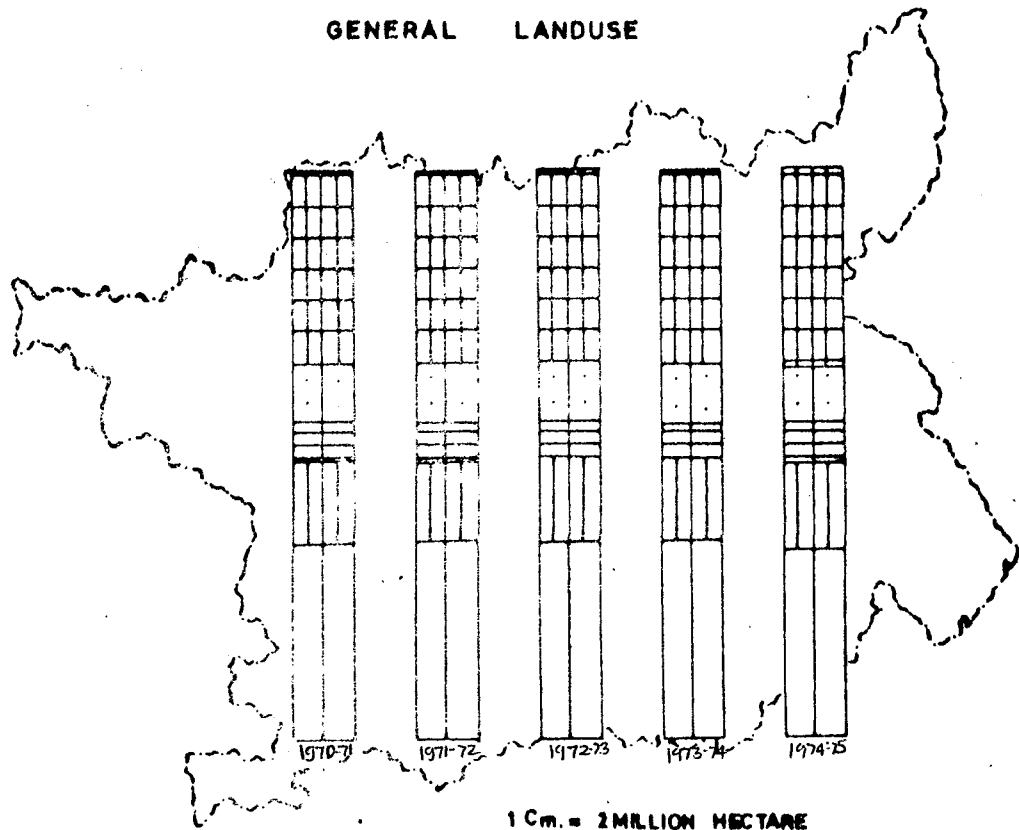 GENERAL LANDUSE
1970-71 1971-72 1972-73 1973-74 1974-75
1 Cm. = 2 MILLION HECTARE